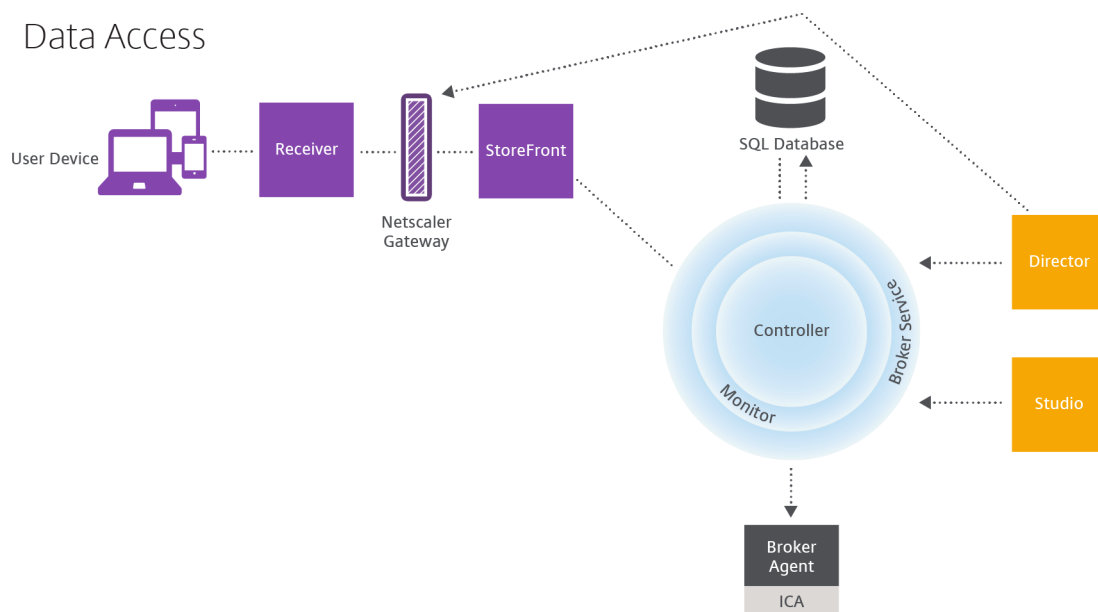 Data Access
User Device
Receiver
Netscaler
Gateway
StoreFront
SQL Database
Controller
Monitor
Broker Service
Director
Studio
Broker
Agent
ICA